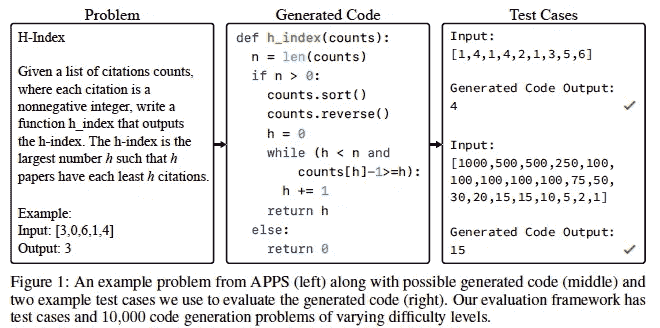 Problem
H-Index
Given a list of citations counts,
where each citation is a
nonnegative integer, write a
function h_index that outputs
the h-index. The h-index is the
largest number h such that h
papers have each least h citations.
Example:
Input: [3,0,6,1,4]
Output: 3
Generated Code
def h_index(counts):
n = len(counts)
if n > 0:
counts.sort()
counts.reverse()
h = 0
while (h < n and
counts[h]-1>=h):
h += 1
return h
else:
return 0
Test Cases
Input:
[1,4,1,4,2,1,3,5,6]
Generated Code Output:
4 ✓
Input:
[1000,500,500,250,100,
100,100,100,100,75,50,
30,20,15,15,10,5,2,1]
Generated Code Output:
15 ✓
Figure 1: An example problem from APPS (left) along with possible generated code (middle) and
two example test cases we use to evaluate the generated code (right). Our evaluation framework has
test cases and 10,000 code generation problems of varying difficulty levels.